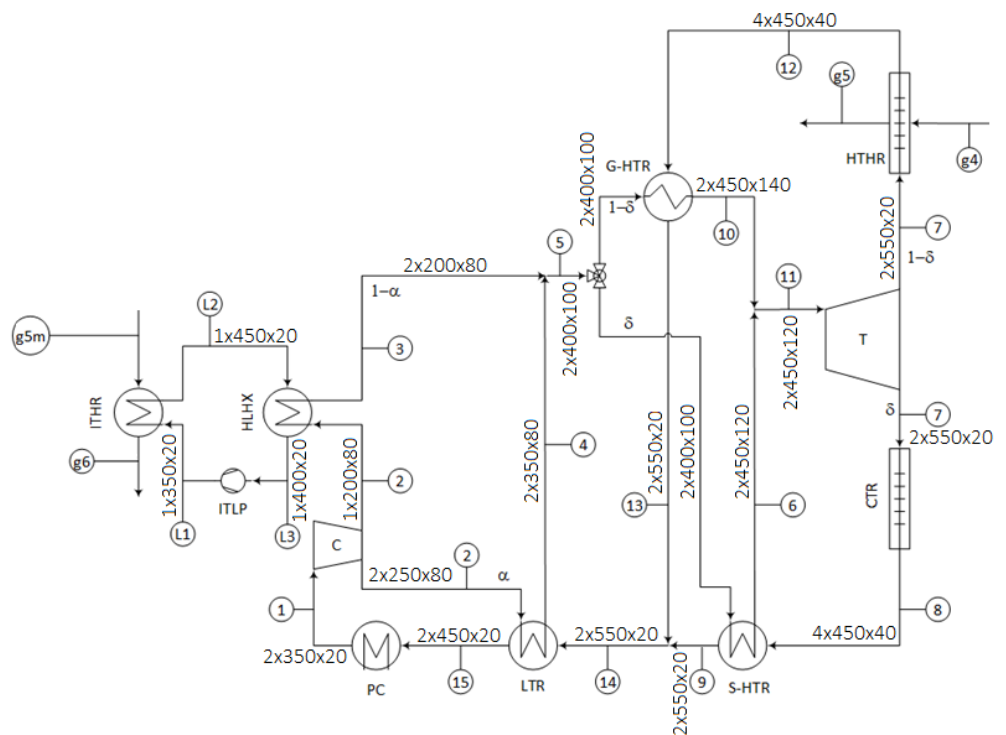 4x450x40
12
g5
g4
HTHR
G-HTR
2x400x100
1–δ
2x450x140
10
7
2x550x20
1–δ
5
2x400x100
11
2x450x120
T
2x200x80
1–α
L2
1x450x20
g5m
3
ITHR
HLHX
δ
δ
7
2x550x20
g6
1x350x20
1x400x20
1x200x80
2
ITLP
L1
L3
C
2x350x80
4
2x550x20
2x400x100
2x450x120
13
6
CTR
2
2x250x80
α
1
8
2x350x20
PC
2x450x20
15
LTR
2x550x20
14
9
2x550x20
S-HTR
4x450x40